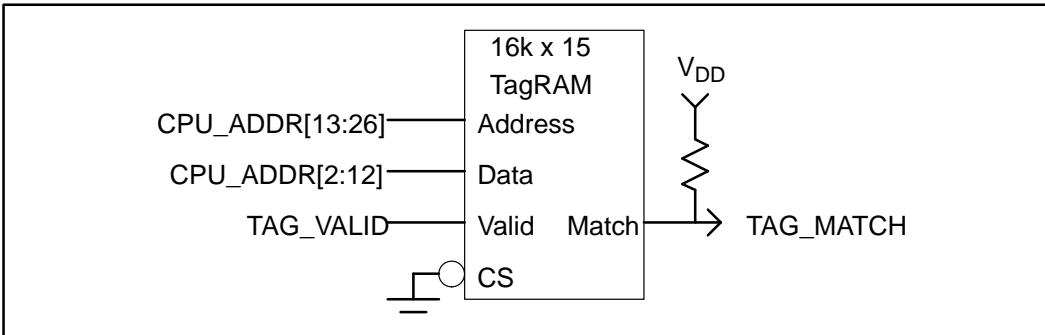 16k x 15
TagRAM
VDD
CPU_ADDR[13:26]
Address
CPU_ADDR[2:12]
Data
TAG_VALID
Valid
Match
TAG_MATCH
CS